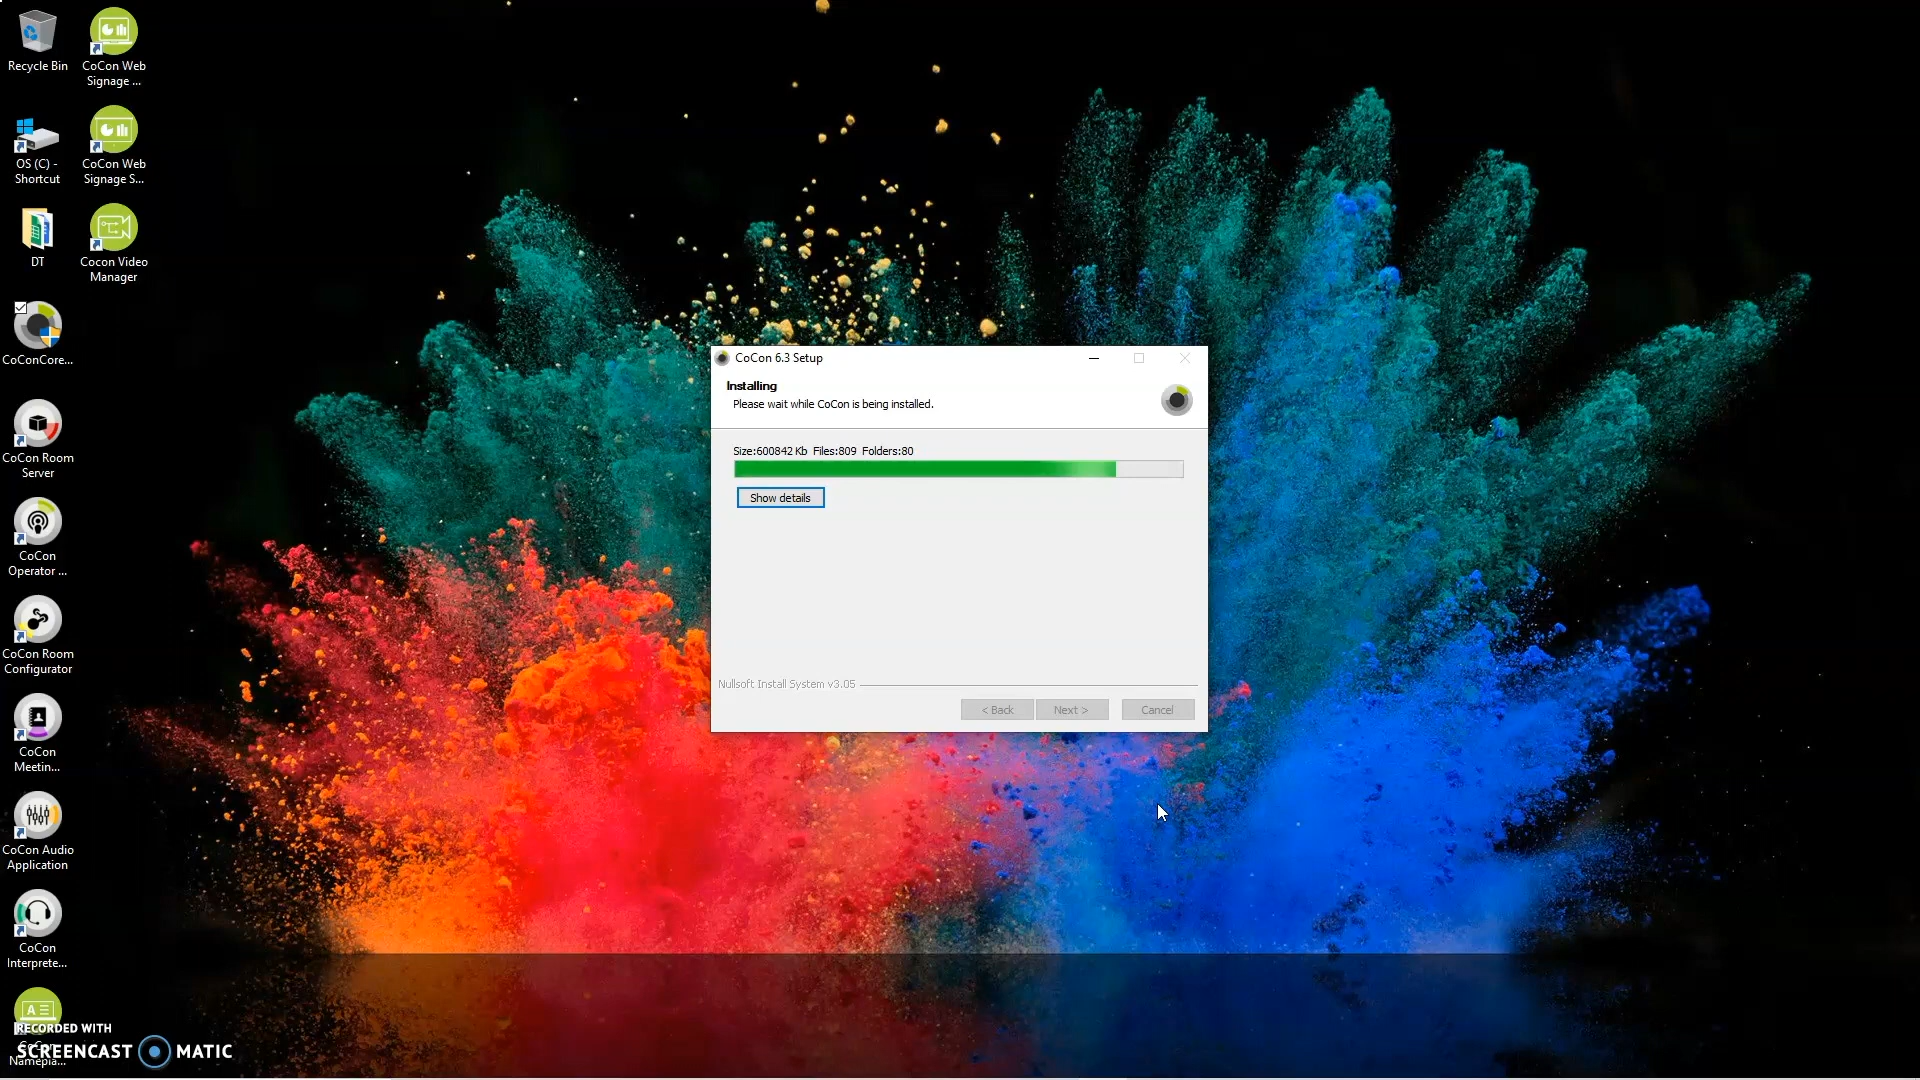 Recycle Bin
CoCon Web
Signage ...
OS (C) -
Shortcut
CoCon Web
Signage S...
DT
Cocon Video
Manager
CoConCore...
CoCon Room
Server
CoCon
Operator ...
CoCon Room
Configurator
CoCon
Meetin...
CoCon Audio
Application
CoCon
Interprete...
Namepla...
RECORDED WITH
SCREENCAST MATIC
CoCon 6.3 Setup
Installing
Please wait while CoCon is being installed.
Size:600842 Kb Files:809 Folders:80
Show details
Nullsoft Install System v3.05
< Back
Next >
Cancel